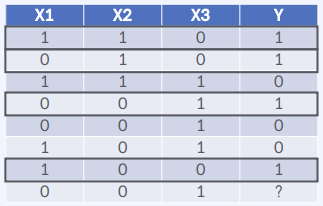 X1 X2 X3 Y
1 1 0 1
0 1 0 1
1 1 1 0
0 0 1 1
0 0 1 0
1 0 1 0
1 0 0 1
0 0 1 ?